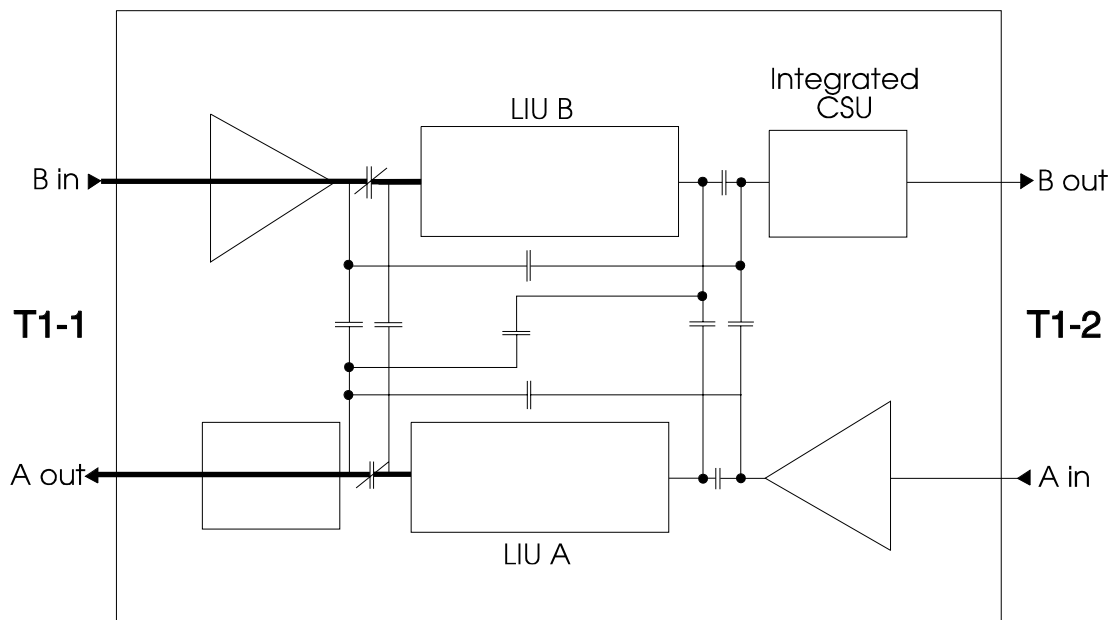 Integrated
CSU
LIU B
B in
B out
T1-1
T1-2
A out
A in
LIU A